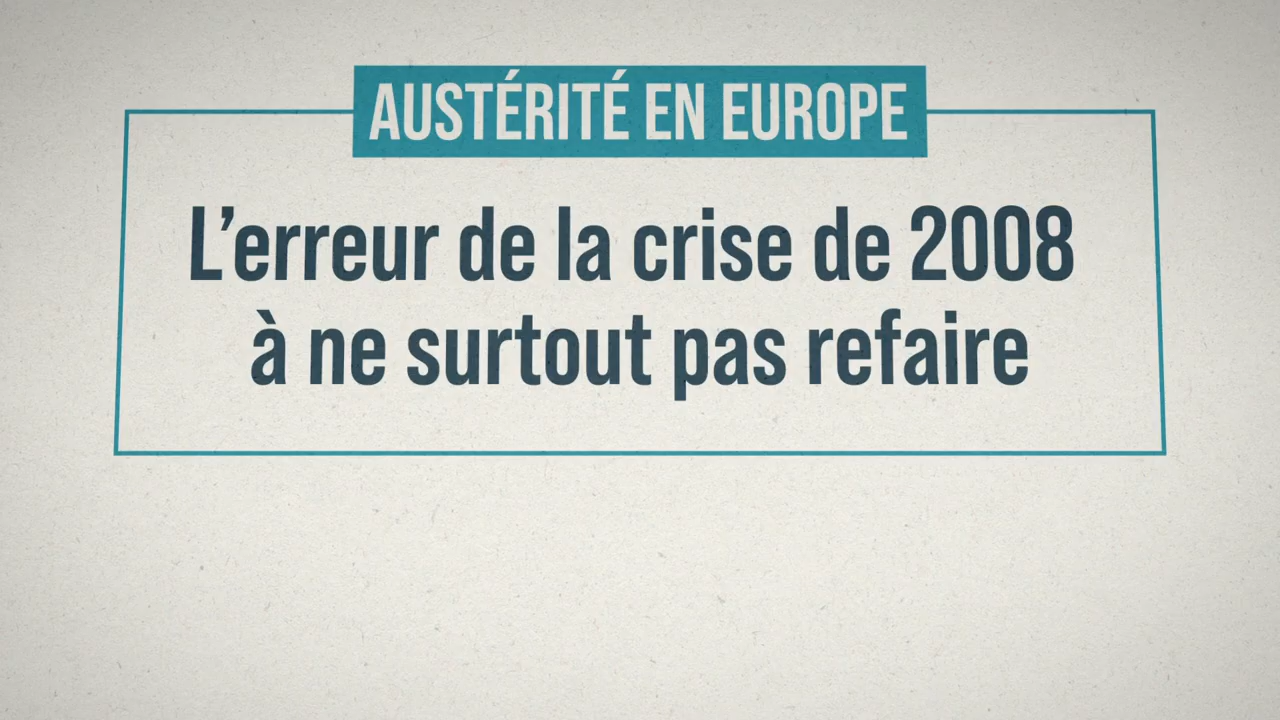 AUSTÉRITÉ EN EUROPE
L’erreur de la crise de 2008
à ne surtout pas refaire